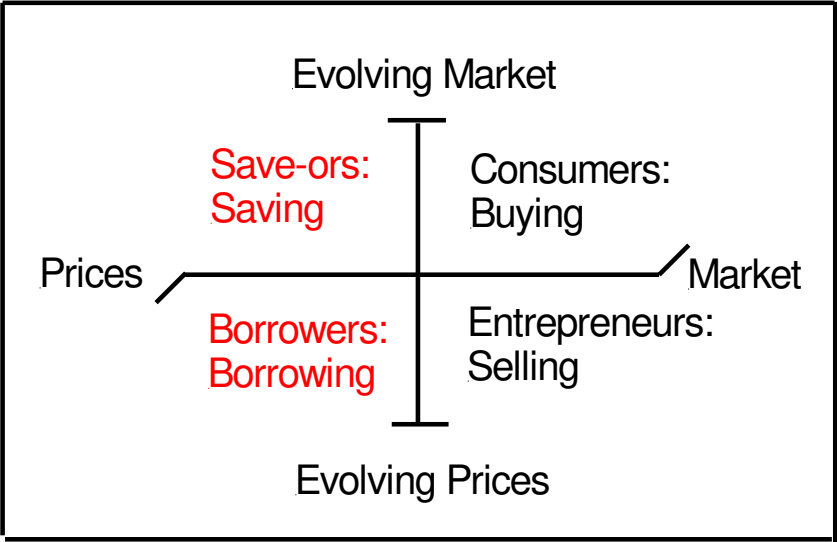 Evolving Market
Save-ors:
Saving
Consumers:
Buying
Prices
Market
Borrowers:
Borrowing
Entrepreneurs:
Selling
Evolving Prices